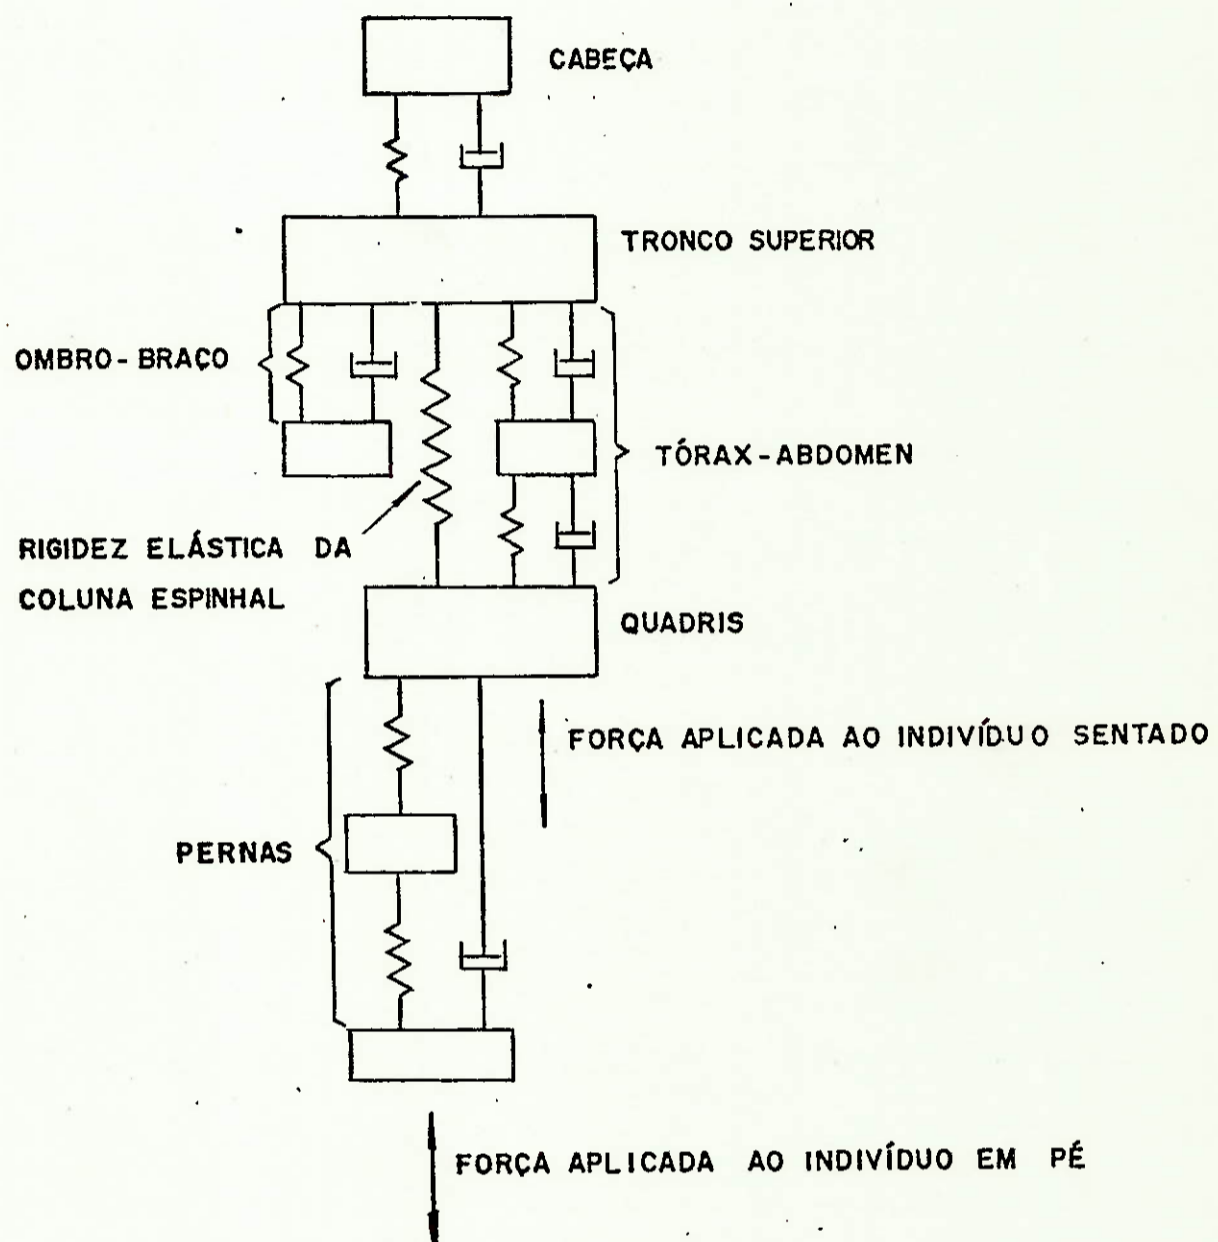 CABEÇA
TRONCO SUPERIOR
OMBRO-BRAÇO
TÓRAX-ABDOMEN
RIGIDEZ ELÁSTICA DA
COLUNA ESPINHAL
QUADRIS
FORÇA APLICADA AO INDIVÍDUO SENTADO
PERNAS
FORÇA APLICADA AO INDIVÍDUO EM PÉ